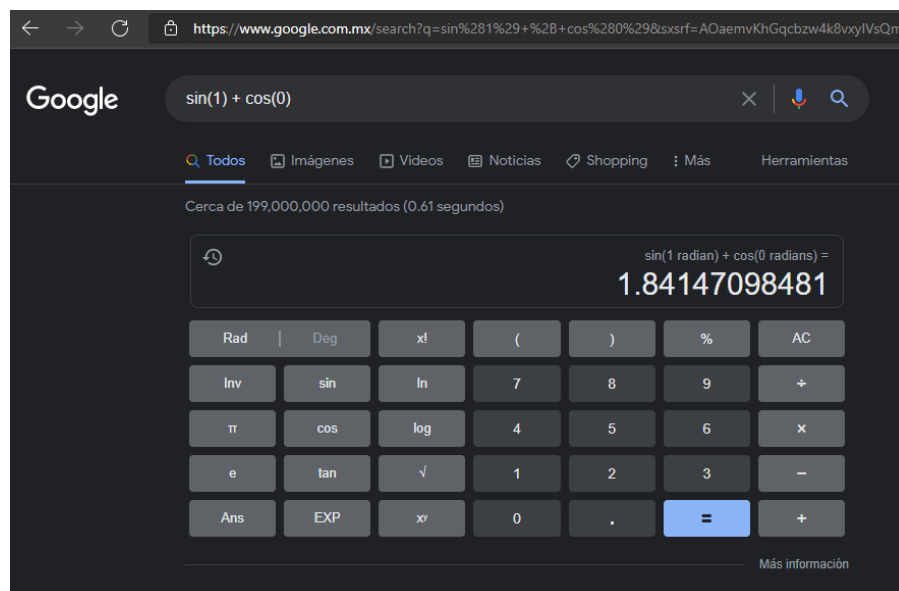 https://www.google.com.mx/search?q=sin%281%29+%2B+cos%280%29&sxsrf=AOaemvKhGqcbzw4k8vxyIVsQm
Google
sin(1) + cos(0)
Todos Imágenes Videos Noticias Shopping Más Herramientas
Cerca de 199,000,000 resultados (0.61 segundos)
sin(1 radian) + cos(0 radians) =
1.84147098481
Rad | Deg x! ( ) % AC
Inv sin ln 7 8 9 ÷
π cos log 4 5 6 ×
e tan √ 1 2 3 −
Ans EXP xʸ 0 . = +
Más información